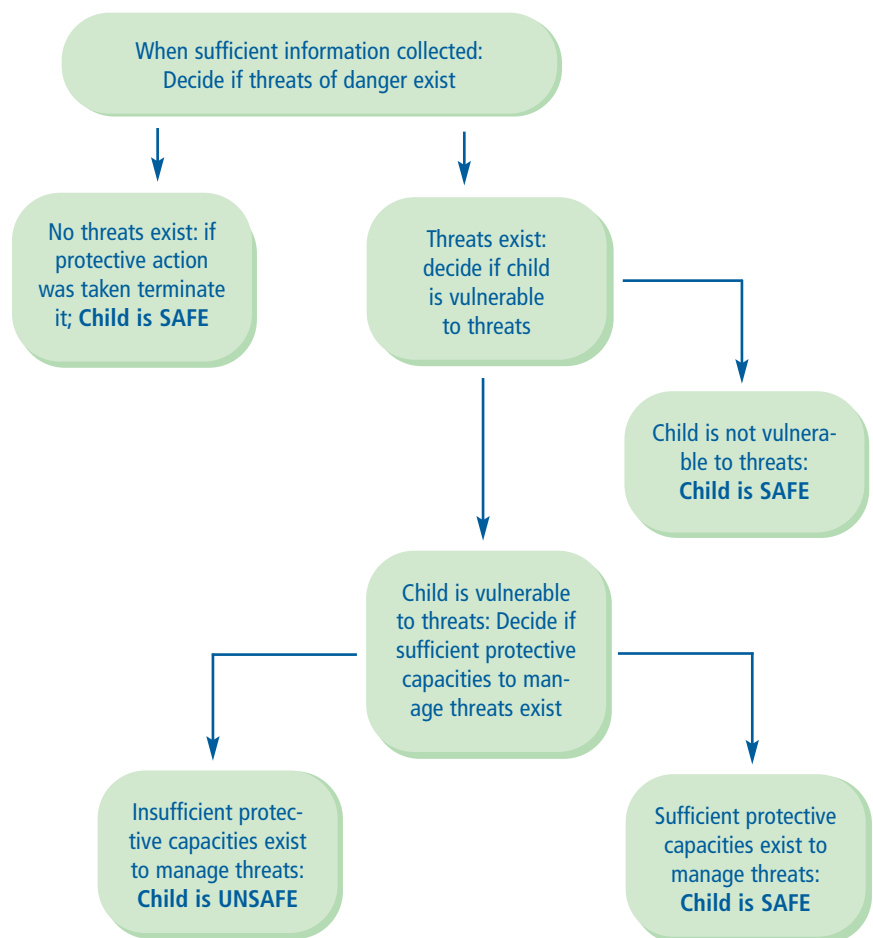 When sufficient information collected:
Decide if threats of danger exist
No threats exist: if
protective action
was taken terminate
it; Child is SAFE
Threats exist:
decide if child
is vulnerable
to threats
Child is not vulnera-
ble to threats:
Child is SAFE
Child is vulnerable
to threats: Decide if
sufficient protective
capacities to man-
age threats exist
Insufficient protec-
tive capacities exist
to manage threats:
Child is UNSAFE
Sufficient protective
capacities exist to
manage threats:
Child is SAFE